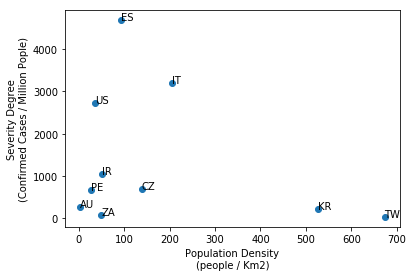 ES
4000
IT
3000
US
2000
IR
1000
PE
CZ
AU
ZA
KR
TW
0
0
100
200
300
400
500
600
700
Severity Degree
(Confirmed Cases / Million Pople)
Population Density
(people / Km2)